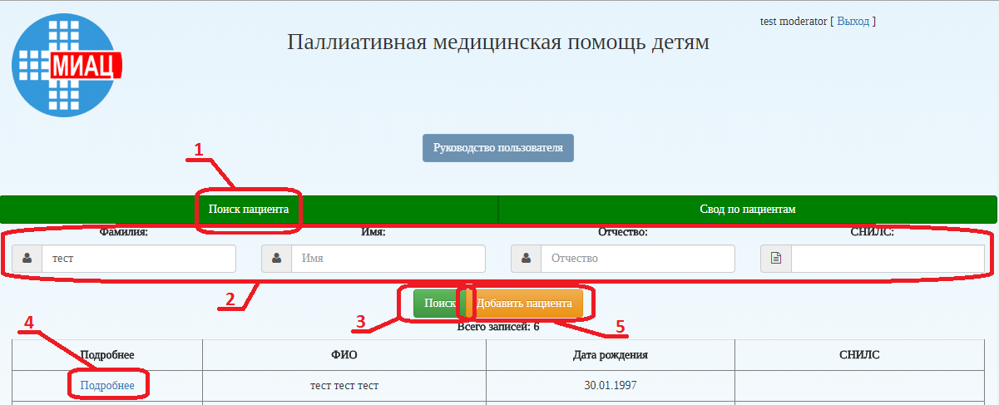 test moderator [ Выход ]
МИАЦ
Паллиативная медицинская помощь детям
Руководство пользователя
1
Поиск пациента Свод по пациентам
Фамилия: Имя: Отчество: СНИЛС:
тест Имя Отчество
2
Поиск Добавить пациента
3
5
Всего записей: 6
4
Подробнее ФИО Дата рождения СНИЛС
Подробнее тест тест тест 30.01.1997